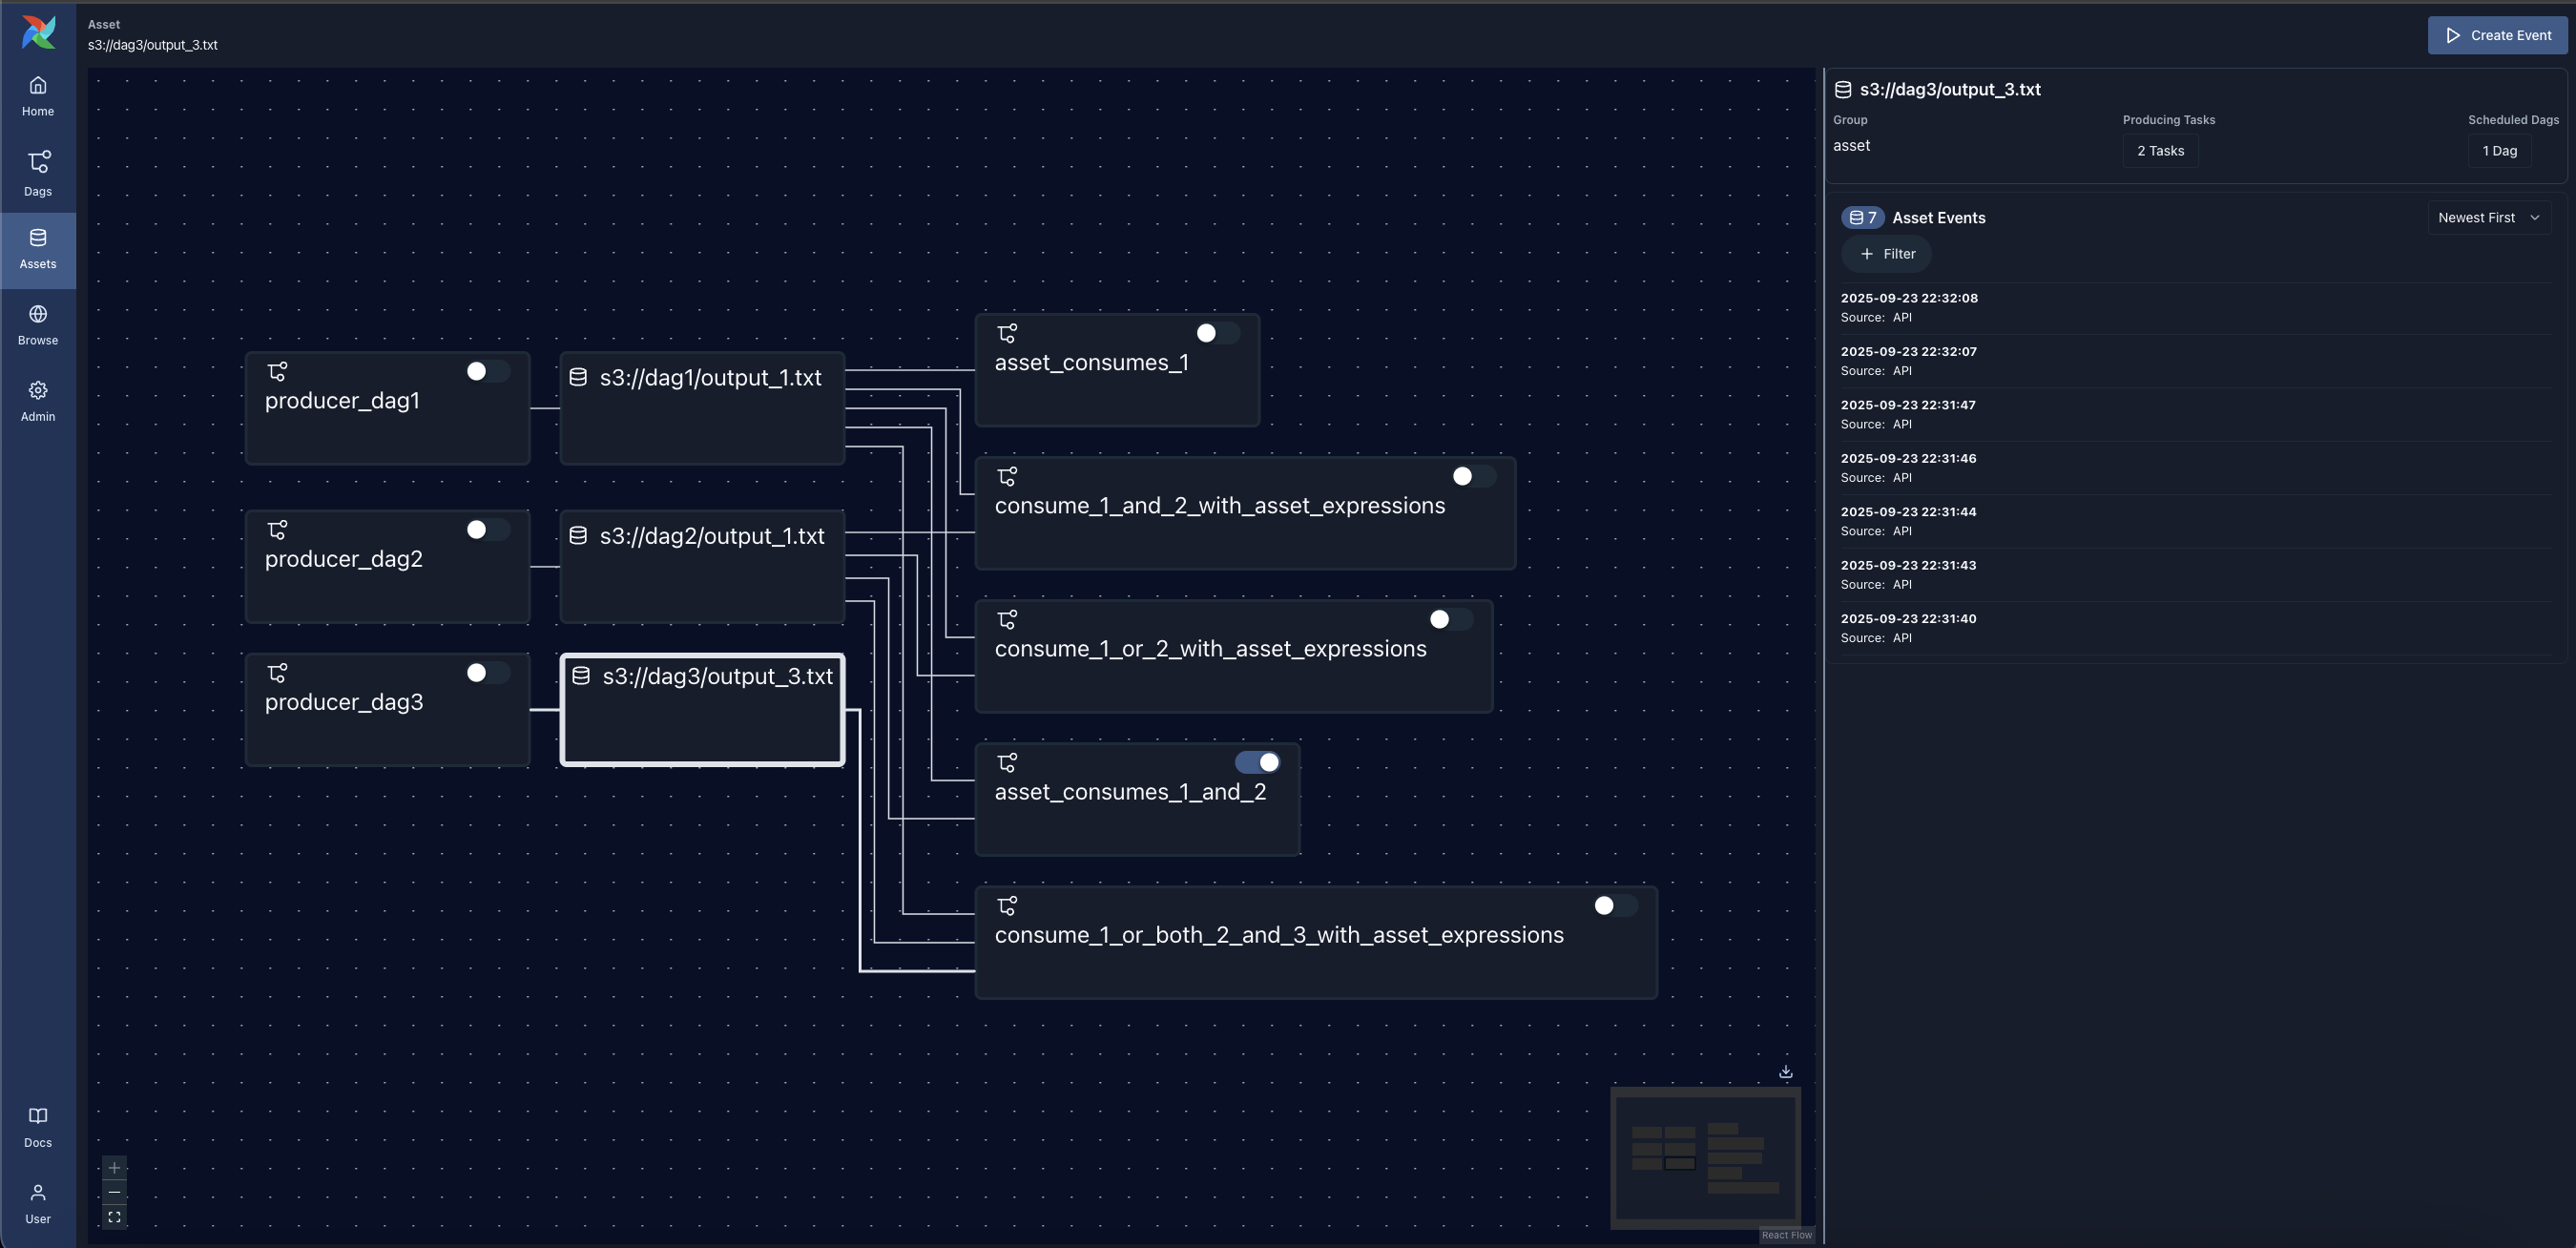 Asset
s3://dag3/output_3.txt
Create Event
Home
Dags
Assets
Browse
Admin
Docs
User
producer_dag1
s3://dag1/output_1.txt
asset_consumes_1
consume_1_and_2_with_asset_expressions
producer_dag2
s3://dag2/output_1.txt
consume_1_or_2_with_asset_expressions
producer_dag3
s3://dag3/output_3.txt
asset_consumes_1_and_2
consume_1_or_both_2_and_3_with_asset_expressions
React Flow
s3://dag3/output_3.txt
Group
asset
Producing Tasks
2 Tasks
Scheduled Dags
1 Dag
7 Asset Events
Newest First
Filter
2025-09-23 22:32:08
Source: API
2025-09-23 22:32:07
Source: API
2025-09-23 22:31:47
Source: API
2025-09-23 22:31:46
Source: API
2025-09-23 22:31:44
Source: API
2025-09-23 22:31:43
Source: API
2025-09-23 22:31:40
Source: API